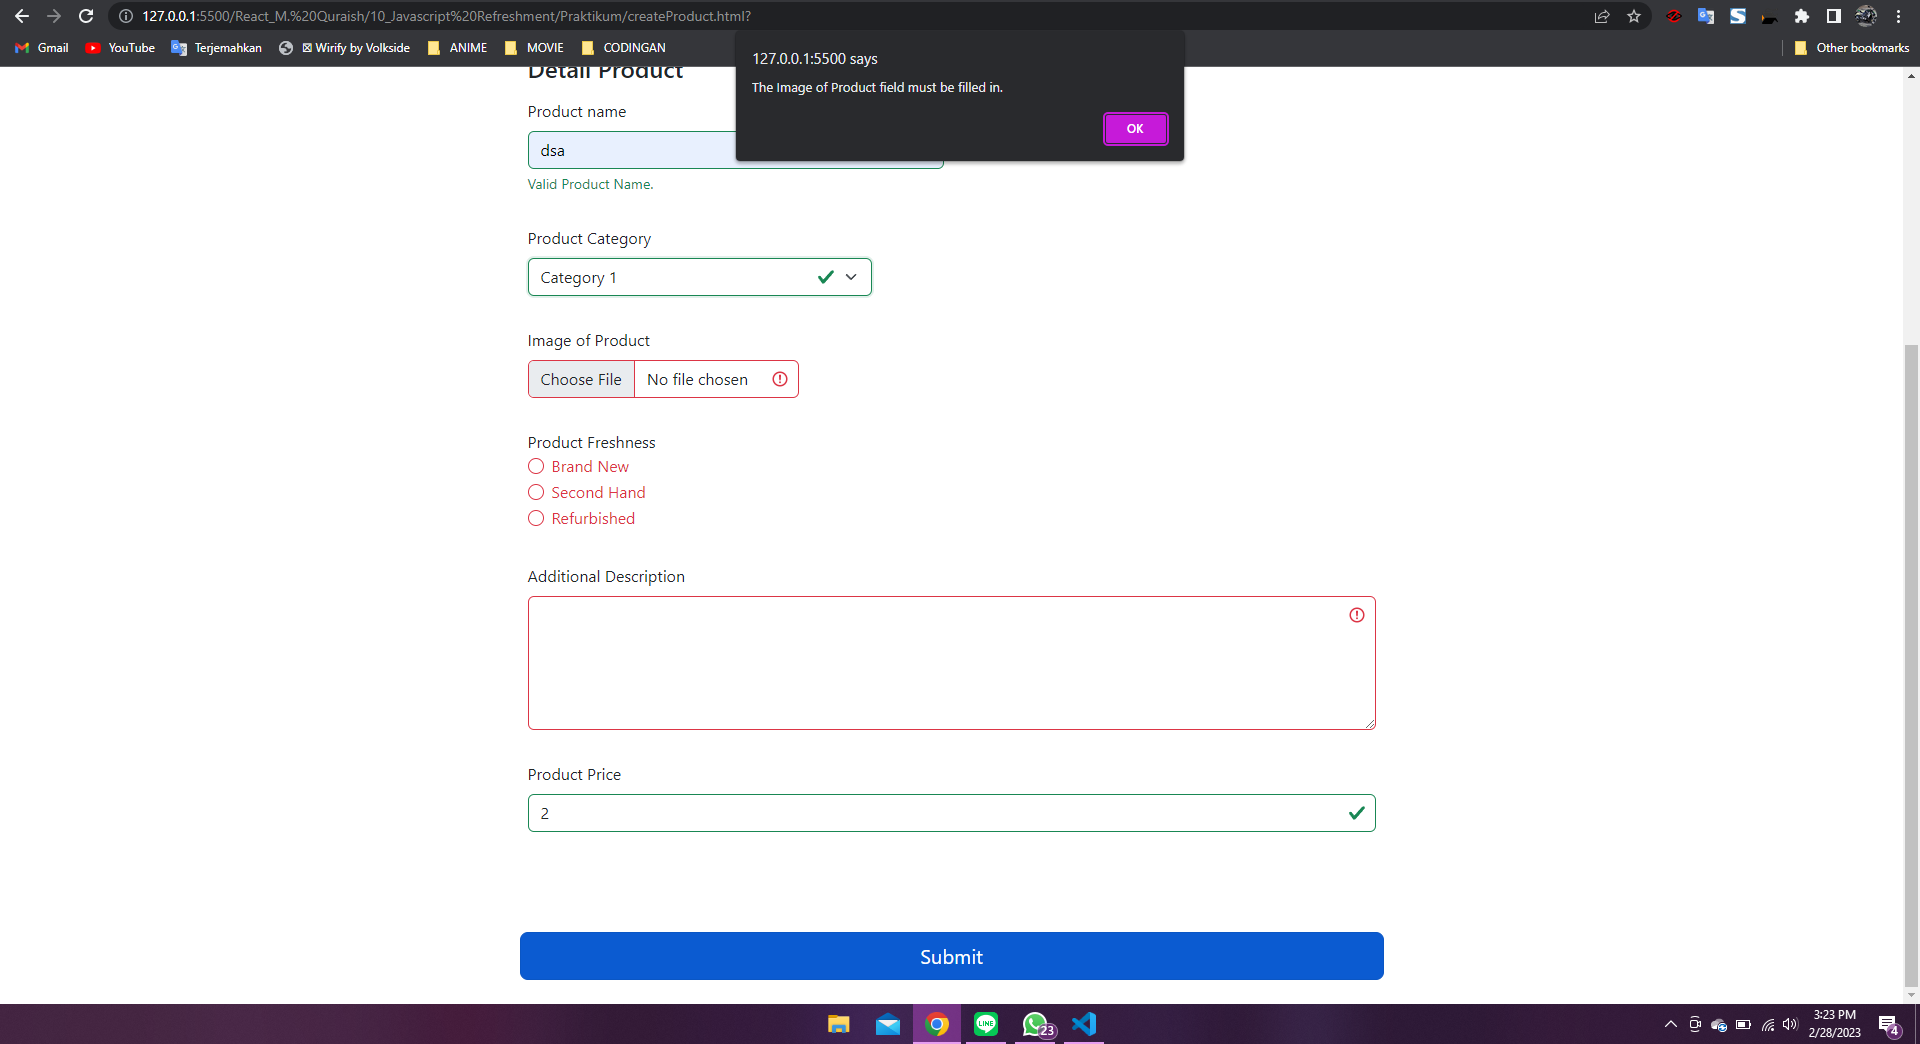 127.0.0.1:5500/React_M.%20Quraish/10_Javascript%20Refreshment/Praktikum/createProduct.html?
Gmail
YouTube
Terjemahkan
Wirify by Volkside
ANIME
MOVIE
CODINGAN
Other bookmarks
127.0.0.1:5500 says
The Image of Product field must be filled in.
OK
Detail Product
Product name
dsa
Valid Product Name.
Product Category
Category 1
Image of Product
Choose File No file chosen
Product Freshness
Brand New
Second Hand
Refurbished
Additional Description
Product Price
2
Submit
LINE
23
3:23 PM
2/28/2023
4